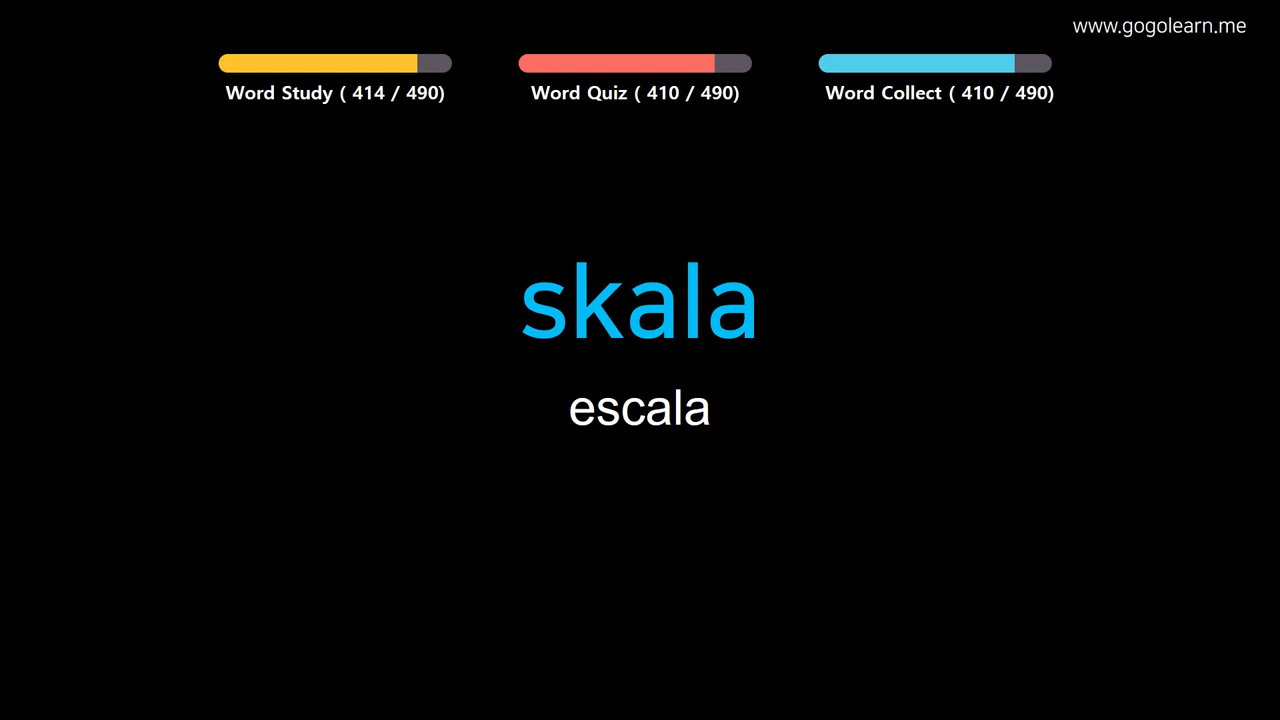 www.gogolearn.me
Word Study ( 414 / 490)
Word Quiz ( 410 / 490)
Word Collect ( 410 / 490)
skala
escala